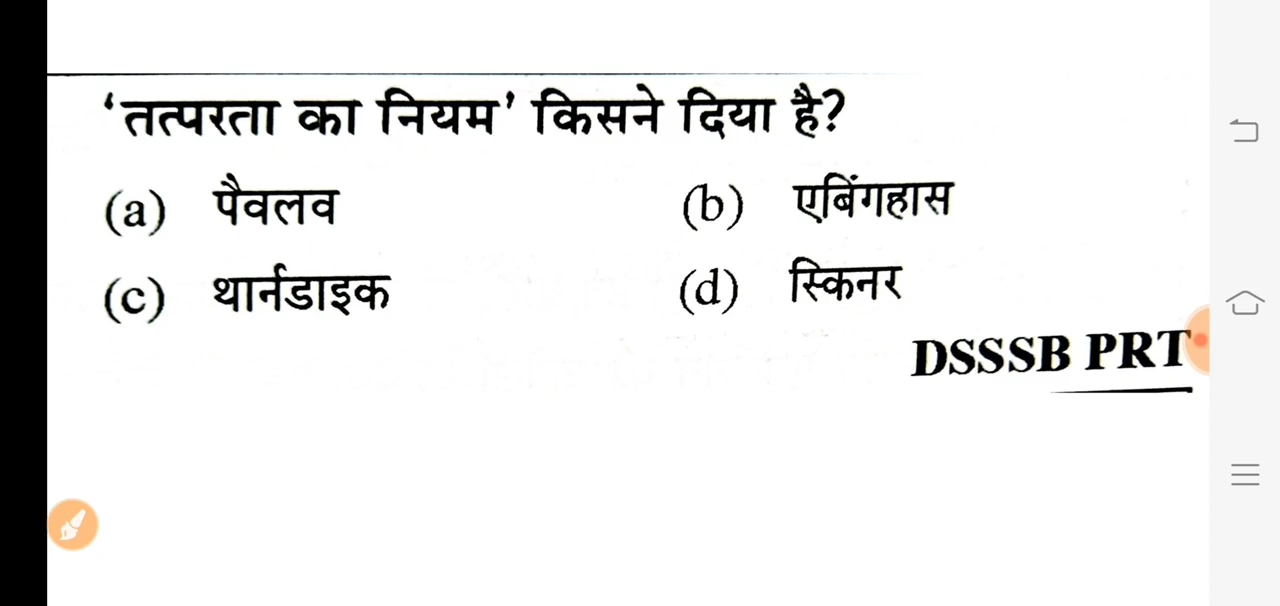 ‘तत्परता का नियम’ किसने दिया है?
(a) पैवलव (b) एबिंगहास
(c) थार्नडाइक (d) स्किनर
DSSSB PRT